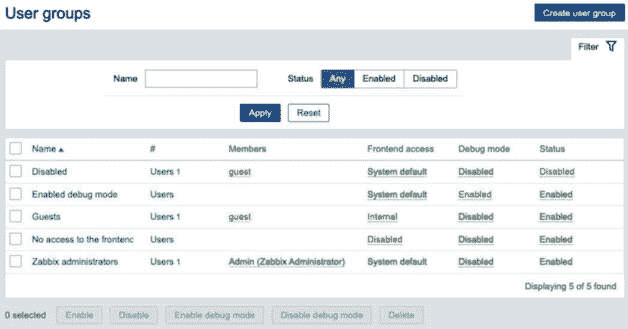 User groups Create user group
Filter
Name Status Any Enabled Disabled
Apply Reset
Name # Members Frontend access Debug mode Status
Disabled Users 1 guest System default Disabled Disabled
Enabled debug mode Users System default Enabled Enabled
Guests Users 1 guest Internal Disabled Enabled
No access to the frontend Users Disabled Disabled Enabled
Zabbix administrators Users 1 Admin (Zabbix Administrator) System default Disabled Enabled
Displaying 5 of 5 found
0 selected Enable Disable Enable debug mode Disable debug mode Delete